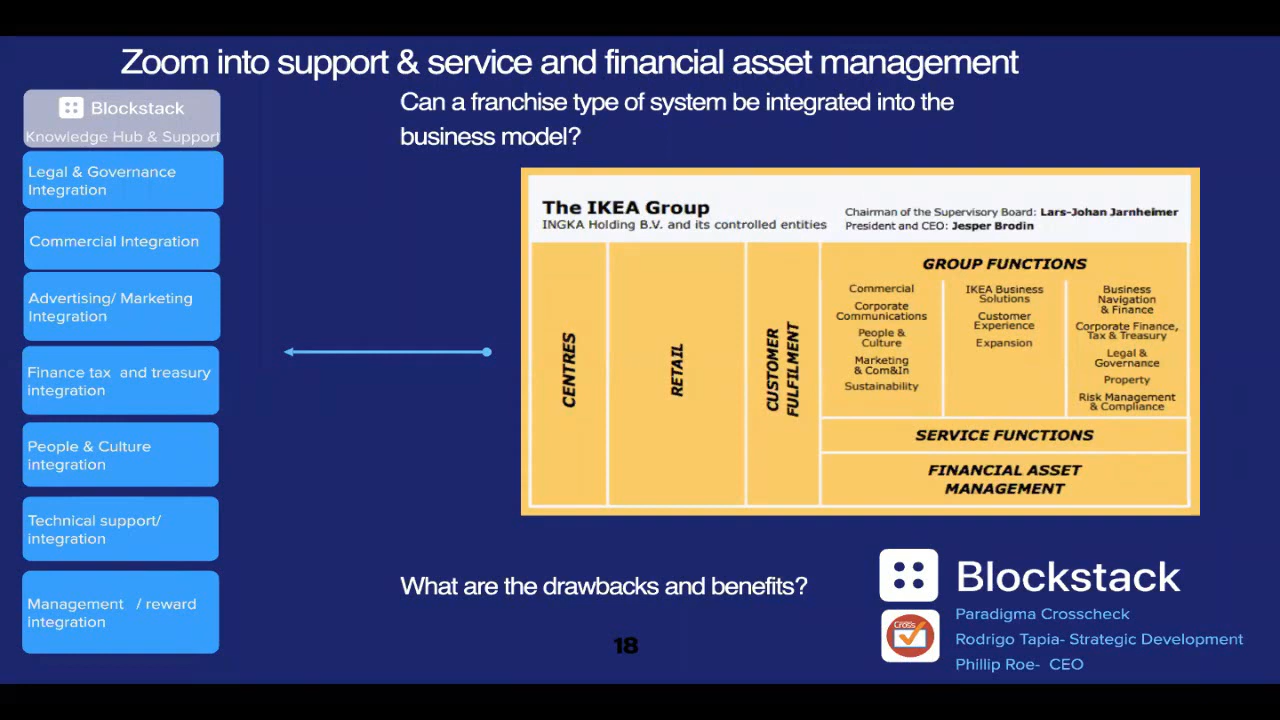 Zoom into support & service and financial asset management
Can a franchise type of system be integrated into the
business model?
Blockstack
Knowledge Hub & Support
Legal & Governance
Integration
Commercial Integration
Advertising/ Marketing
Integration
Finance tax and treasury
integration
People & Culture
integration
Technical support/
integration
Management / reward
integration
The IKEA Group
INGKA Holding B.V. and its controlled entities
Chairman of the Supervisory Board: Lars-Johan Jarnheimer
President and CEO: Jesper Brodin
CENTRES
RETAIL
CUSTOMER
FULFILMENT
GROUP FUNCTIONS
Commercial
Corporate
Communications
People &
Culture
Marketing
& Com&In
Sustainability
IKEA Business
Solutions
Customer
Experience
Expansion
Business
Navigation
& Finance
Corporate Finance,
Tax & Treasury
Legal &
Governance
Property
Risk Management
& Compliance
SERVICE FUNCTIONS
FINANCIAL ASSET
MANAGEMENT
What are the drawbacks and benefits?
18
Blockstack
Cross
Paradigma Crosscheck
Rodrigo Tapia- Strategic Development
Phillip Roe- CEO